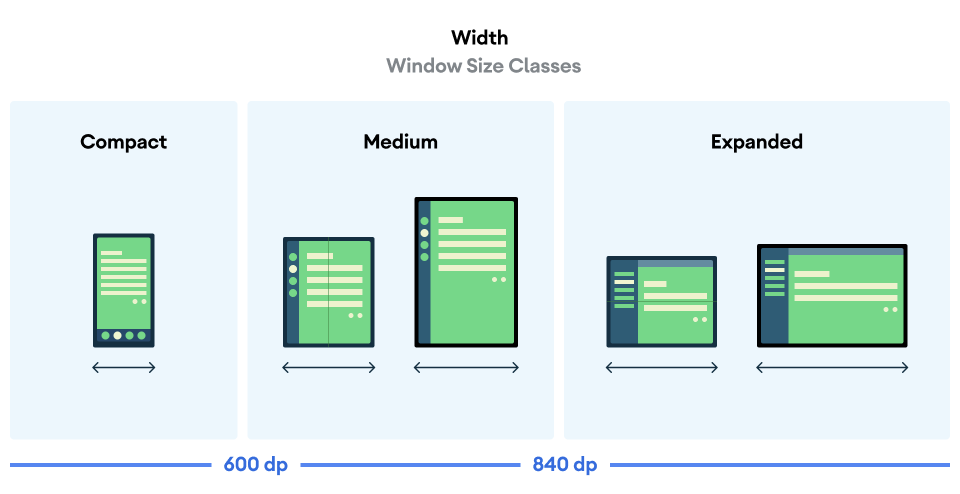 Width
Window Size Classes
Compact
Medium
Expanded
600 dp
840 dp